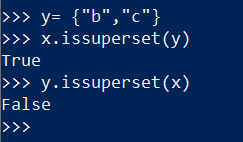 >>> y= {"b","c"}
>>> x.issuperset(y)
True
>>> y.issuperset(x)
False
>>>